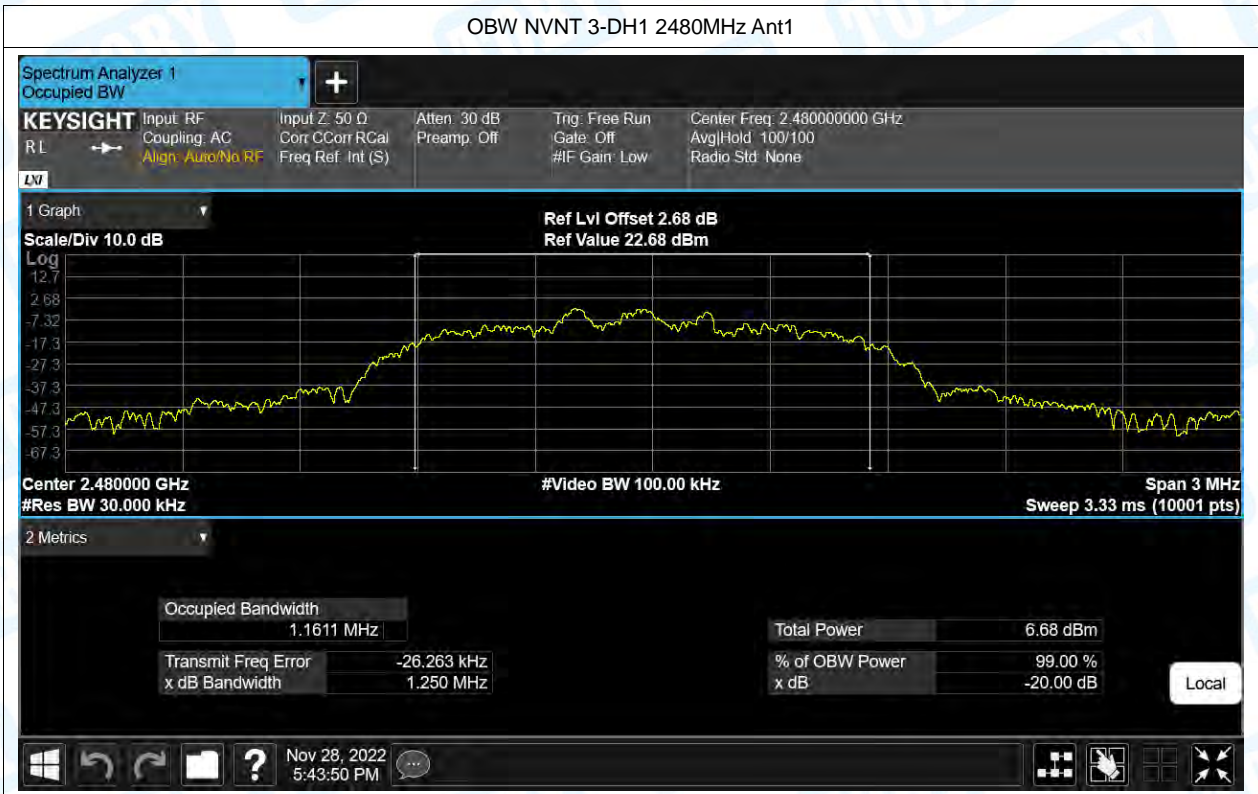 OBW NVNT 3-DH1 2480MHz Ant1
Spectrum Analyzer 1
Occupied BW
KEYSIGHT
R L
LXI
Input: RF
Coupling: AC
Align: Auto/No RF
Input Z: 50 Ω
Corr CCorr RCal
Freq Ref: Int (S)
Atten: 30 dB
Preamp: Off
Trig: Free Run
Gate: Off
#IF Gain: Low
Center Freq: 2.480000000 GHz
Avg|Hold: 100/100
Radio Std: None
1 Graph
Scale/Div 10.0 dB
Ref Lvl Offset 2.68 dB
Ref Value 22.68 dBm
Log
12.7
2.68
-7.32
-17.3
-27.3
-37.3
-47.3
-57.3
-67.3
Center 2.480000 GHz
#Video BW 100.00 kHz
Span 3 MHz
#Res BW 30.000 kHz
Sweep 3.33 ms (10001 pts)
2 Metrics
Occupied Bandwidth
1.1611 MHz
Total Power 6.68 dBm
Transmit Freq Error -26.263 kHz
% of OBW Power 99.00 %
x dB Bandwidth 1.250 MHz
x dB -20.00 dB
Local
Nov 28, 2022
5:43:50 PM